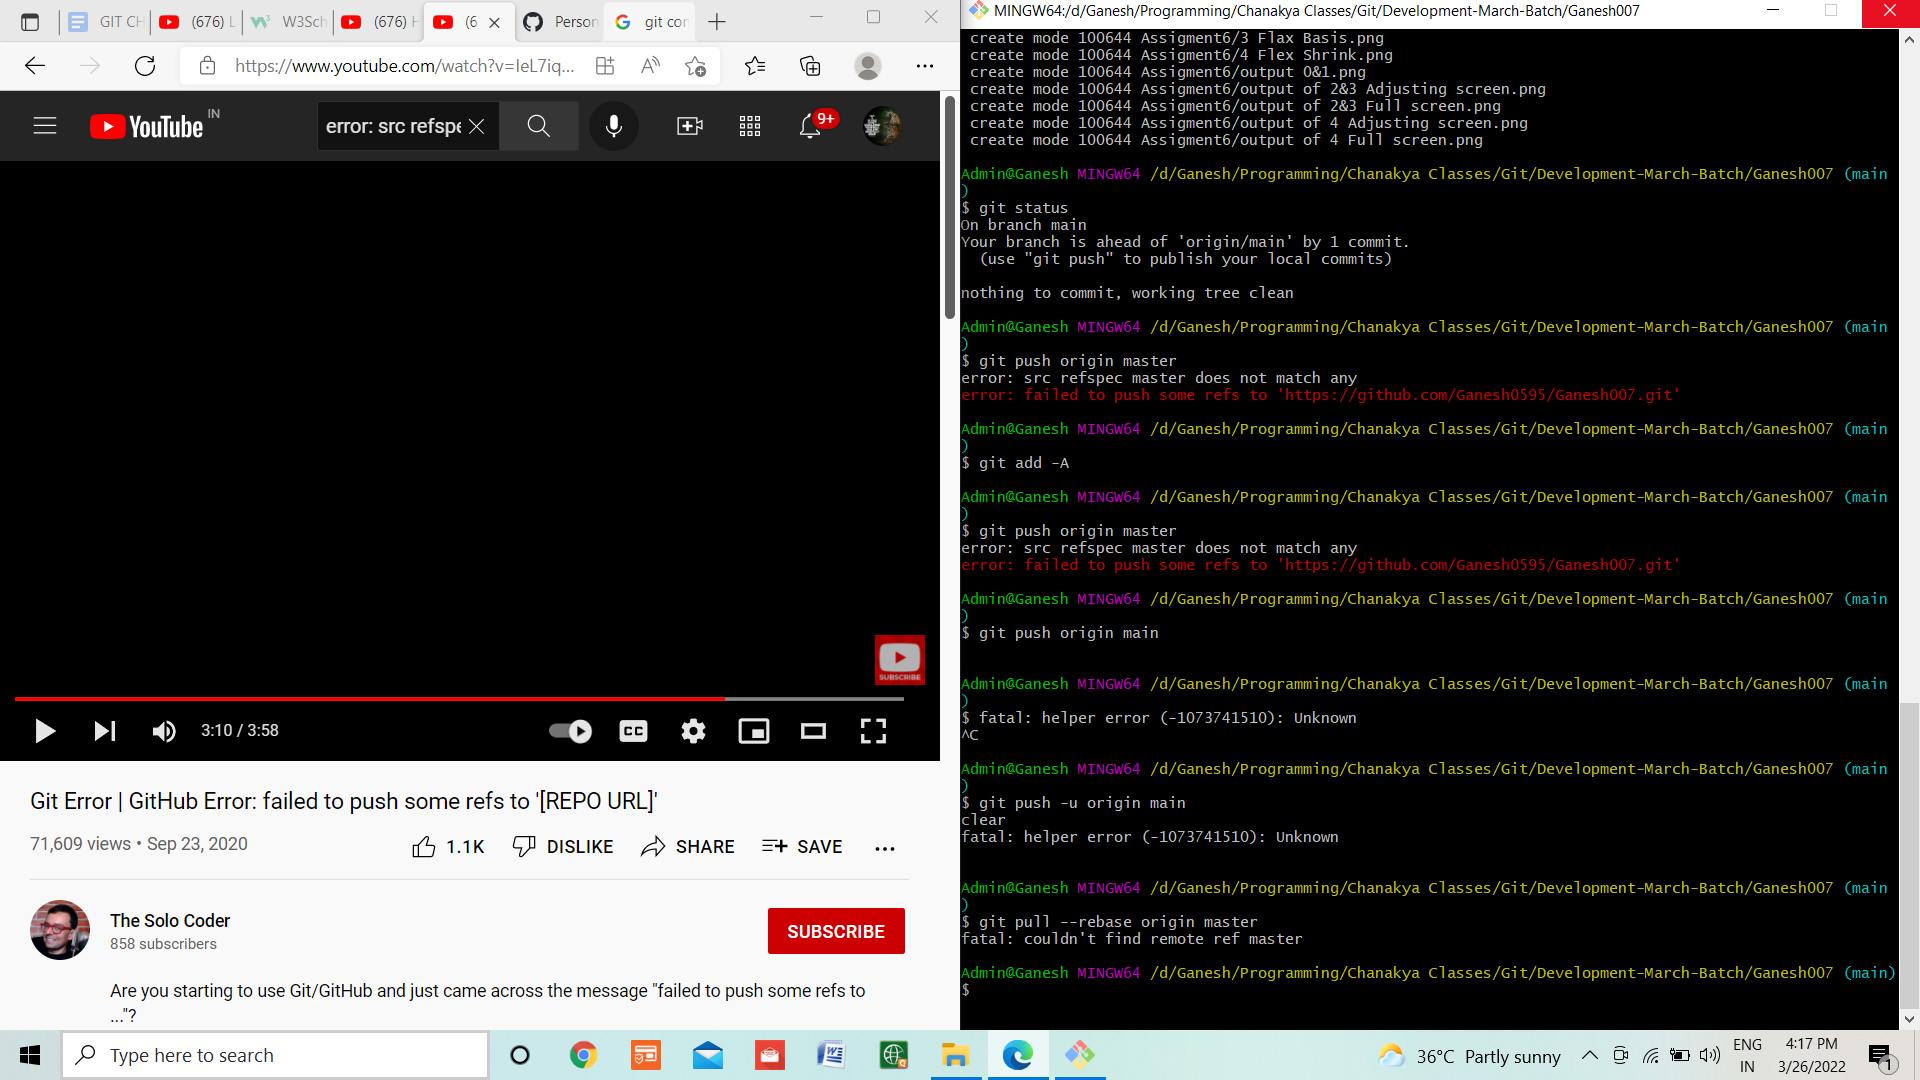 GIT CH
(676) L
W3Sch
(676) H
(6
Person
git con
https://www.youtube.com/watch?v=IeL7iq...
YouTube IN
error: src refspe
9+
SUBSCRIBE
3:10 / 3:58
CC
Git Error | GitHub Error: failed to push some refs to '[REPO URL]'
71,609 views • Sep 23, 2020
1.1K DISLIKE SHARE SAVE
The Solo Coder
858 subscribers
SUBSCRIBE
Are you starting to use Git/GitHub and just came across the message "failed to push some refs to
..."?
MINGW64:/d/Ganesh/Programming/Chanakya Classes/Git/Development-March-Batch/Ganesh007
create mode 100644 Assigment6/3 Flax Basis.png
create mode 100644 Assigment6/4 Flex Shrink.png
create mode 100644 Assigment6/output 0&1.png
create mode 100644 Assigment6/output of 2&3 Adjusting screen.png
create mode 100644 Assigment6/output of 2&3 Full screen.png
create mode 100644 Assigment6/output of 4 Adjusting screen.png
create mode 100644 Assigment6/output of 4 Full screen.png
Admin@Ganesh MINGW64 /d/Ganesh/Programming/Chanakya Classes/Git/Development-March-Batch/Ganesh007 (main
)
$ git status
On branch main
Your branch is ahead of 'origin/main' by 1 commit.
(use "git push" to publish your local commits)
nothing to commit, working tree clean
Admin@Ganesh MINGW64 /d/Ganesh/Programming/Chanakya Classes/Git/Development-March-Batch/Ganesh007 (main
)
$ git push origin master
error: src refspec master does not match any
error: failed to push some refs to 'https://github.com/Ganesh0595/Ganesh007.git'
Admin@Ganesh MINGW64 /d/Ganesh/Programming/Chanakya Classes/Git/Development-March-Batch/Ganesh007 (main
)
$ git add -A
Admin@Ganesh MINGW64 /d/Ganesh/Programming/Chanakya Classes/Git/Development-March-Batch/Ganesh007 (main
)
$ git push origin master
error: src refspec master does not match any
error: failed to push some refs to 'https://github.com/Ganesh0595/Ganesh007.git'
Admin@Ganesh MINGW64 /d/Ganesh/Programming/Chanakya Classes/Git/Development-March-Batch/Ganesh007 (main
)
$ git push origin main
Admin@Ganesh MINGW64 /d/Ganesh/Programming/Chanakya Classes/Git/Development-March-Batch/Ganesh007 (main
)
$ fatal: helper error (-1073741510): Unknown
^C
Admin@Ganesh MINGW64 /d/Ganesh/Programming/Chanakya Classes/Git/Development-March-Batch/Ganesh007 (main
)
$ git push -u origin main
clear
fatal: helper error (-1073741510): Unknown
Admin@Ganesh MINGW64 /d/Ganesh/Programming/Chanakya Classes/Git/Development-March-Batch/Ganesh007 (main
)
$ git pull --rebase origin master
fatal: couldn't find remote ref master
Admin@Ganesh MINGW64 /d/Ganesh/Programming/Chanakya Classes/Git/Development-March-Batch/Ganesh007 (main)
$
Type here to search
36°C Partly sunny
ENG
IN
4:17 PM
3/26/2022
1